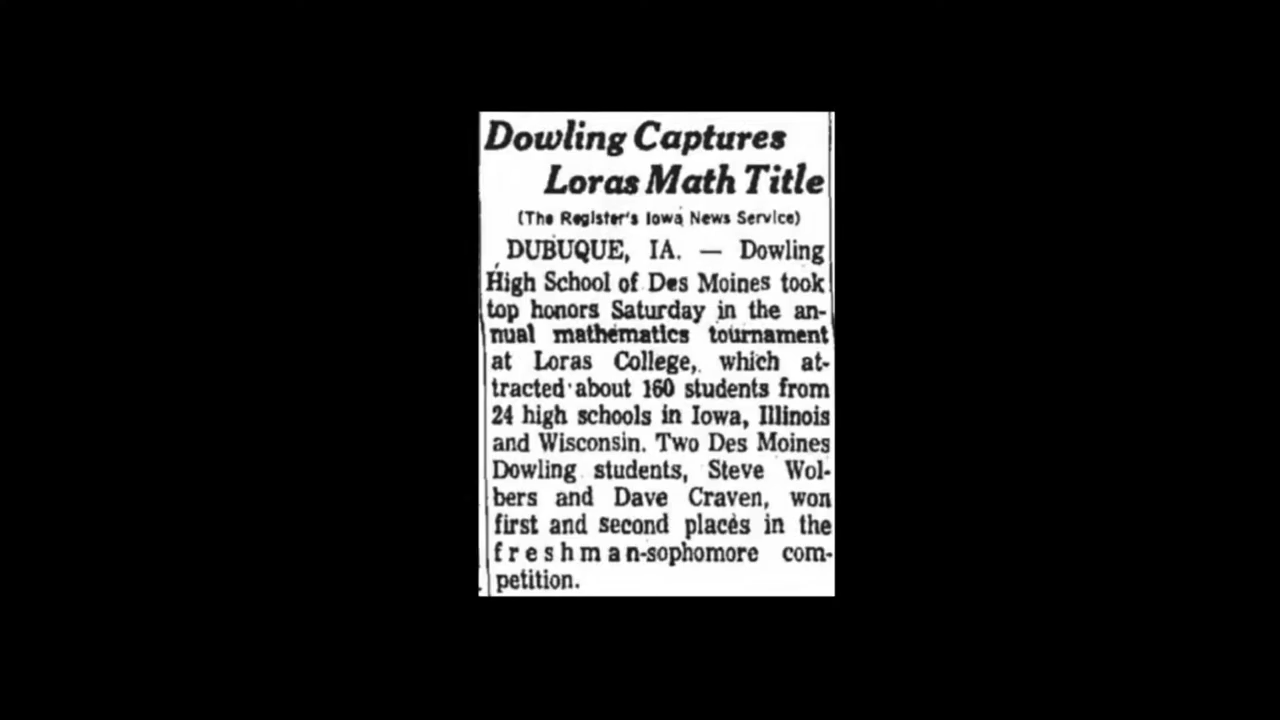 Dowling Captures
Loras Math Title
(The Register's Iowa News Service)
DUBUQUE, IA. — Dowling
High School of Des Moines took
top honors Saturday in the an-
nual mathematics tournament
at Loras College, which at-
tracted about 160 students from
24 high schools in Iowa, Illinois
and Wisconsin. Two Des Moines
Dowling students, Steve Wol-
bers and Dave Craven, won
first and second places in the
freshman-sophomore com-
petition.